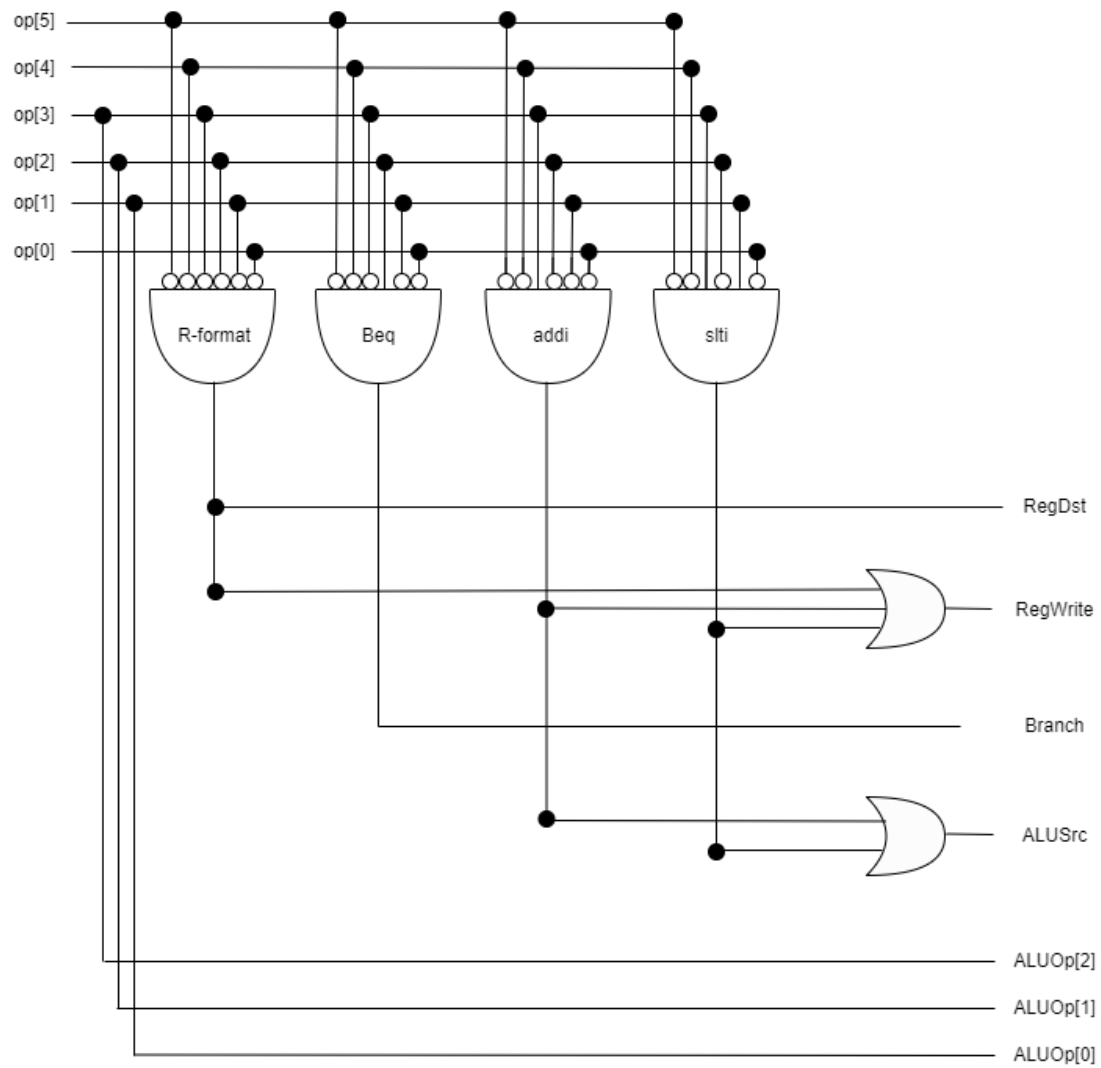 op[5]
op[4]
op[3]
op[2]
op[1]
op[0]
R-format
Beq
addi
slti
RegDst
RegWrite
Branch
ALUSrc
ALUOp[2]
ALUOp[1]
ALUOp[0]